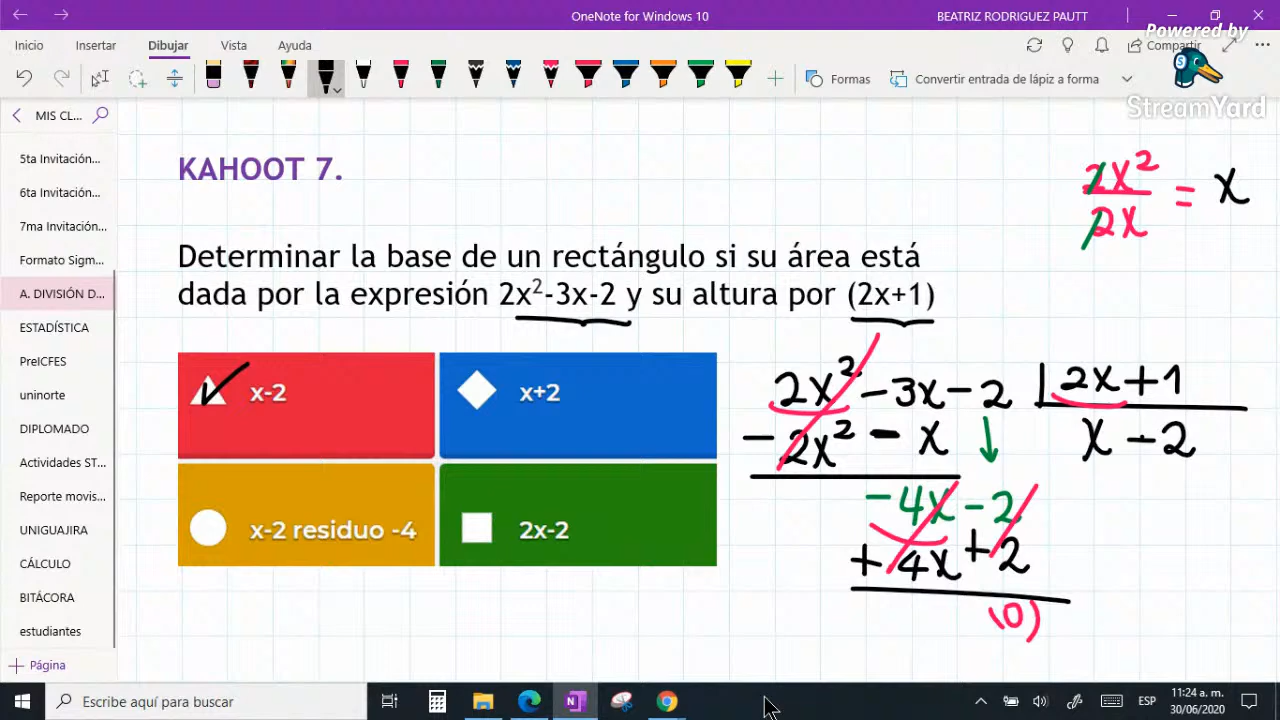 OneNote for Windows 10
BEATRIZ RODRIGUEZ PAUTT
Powered by
StreamYard
Inicio Insertar Dibujar Vista Ayuda
Compartir
Formas
Convertir entrada de lápiz a forma
MIS CL...
5ta Invitación...
6ta Invitación...
7ma Invitación...
Formato Sigm...
A. DIVISIÓN D...
ESTADÍSTICA
PreICFES
uninorte
DIPLOMADO
Actividades ST...
Reporte movis...
UNIGUAJIRA
CÁLCULO
BITÁCORA
estudiantes
Página
KAHOOT 7.
Determinar la base de un rectángulo si su área está
dada por la expresión 2x²-3x-2 y su altura por (2x+1)
x-2
x+2
x-2 residuo -4
2x-2
2x²/2x = x
2x² - 3x - 2 | 2x + 1
- 2x² - x
x - 2
- 4x - 2
+ 4x + 2
(0)
Escribe aquí para buscar
ESP
11:24 a. m.
30/06/2020